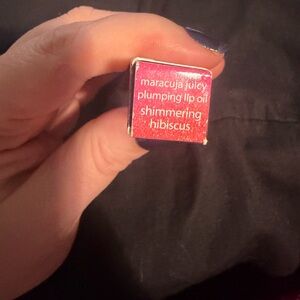 maracuja juicy
plumping lip oil
shimmering
hibiscus